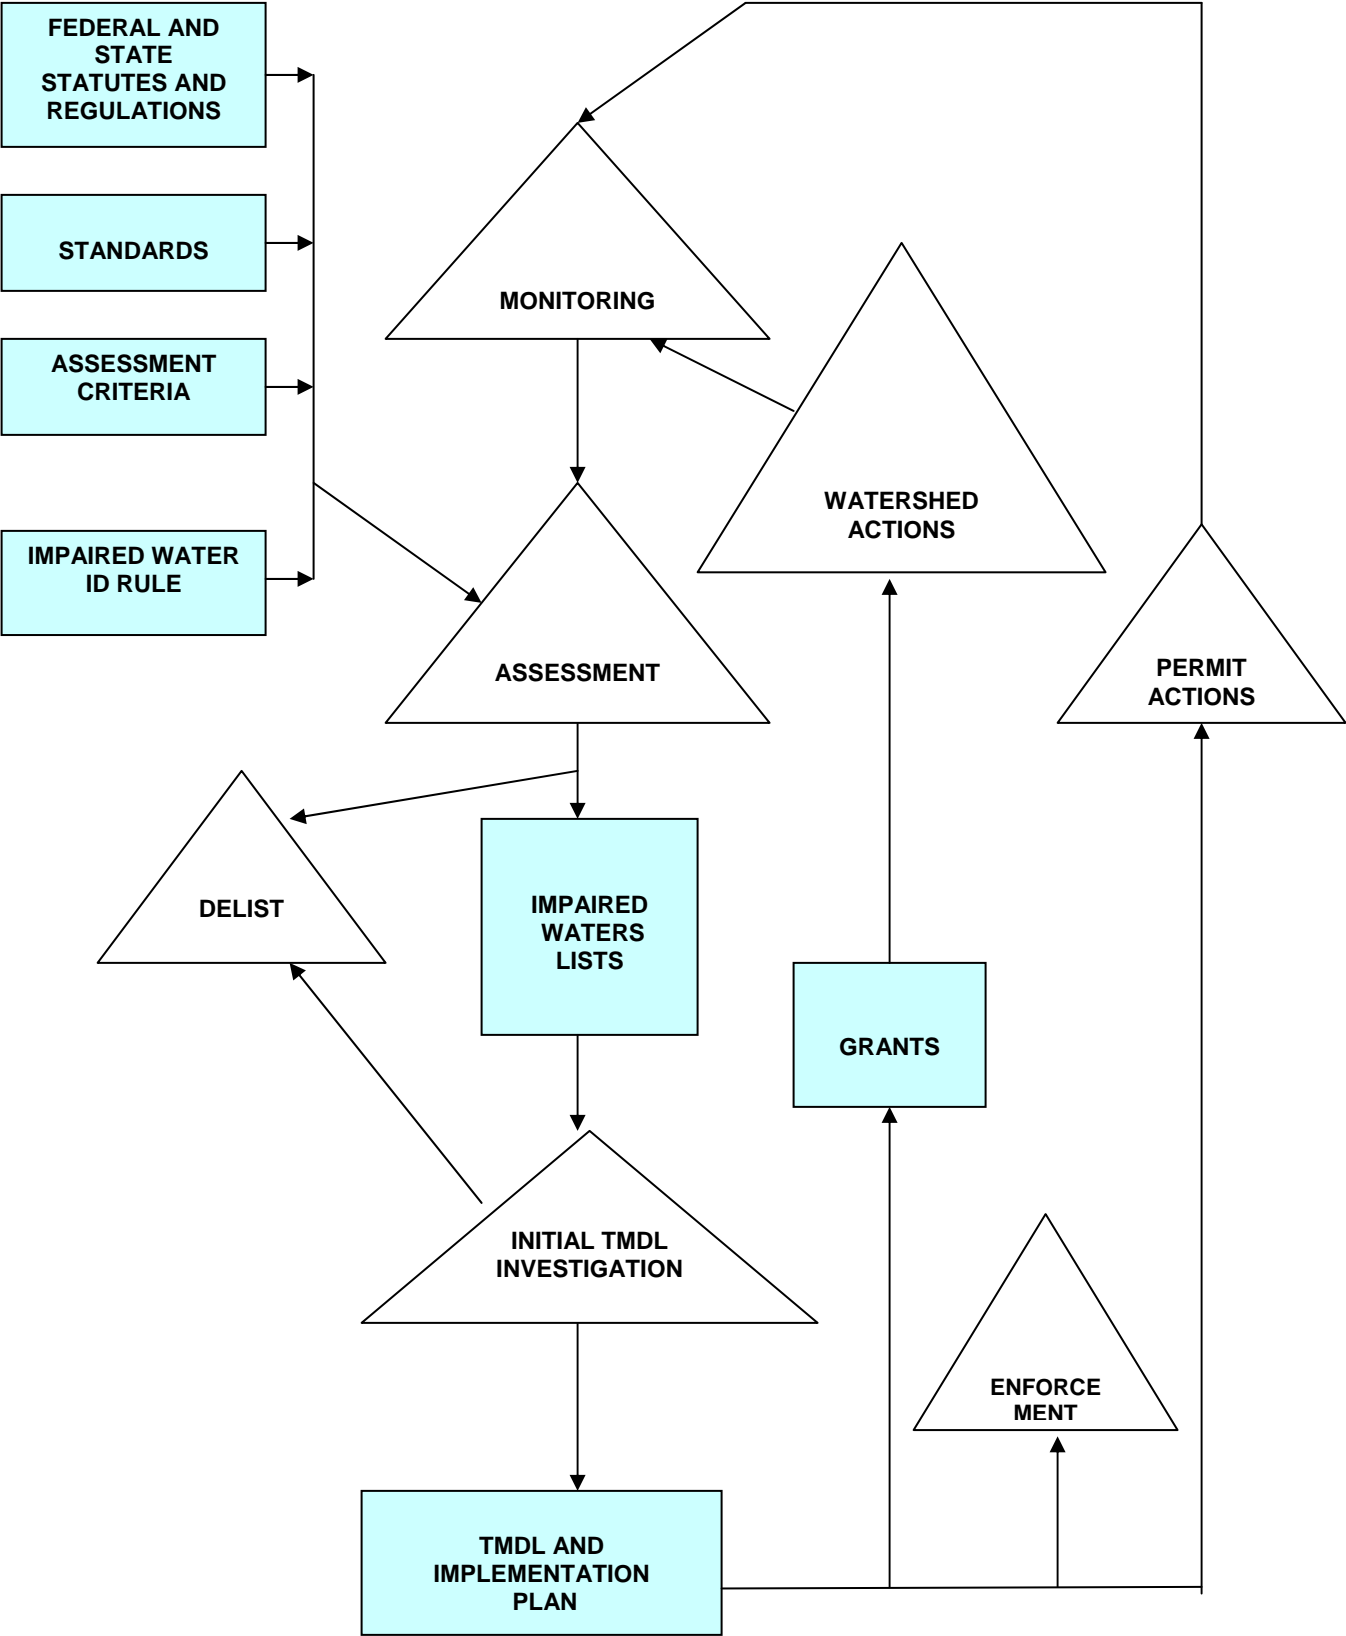 FEDERAL AND
STATE
STATUTES AND
REGULATIONS
STANDARDS
MONITORING
ASSESSMENT
CRITERIA
WATERSHED
ACTIONS
IMPAIRED WATER
ID RULE
ASSESSMENT
PERMIT
ACTIONS
DELIST
IMPAIRED
WATERS
LISTS
GRANTS
INITIAL TMDL
INVESTIGATION
ENFORCE
MENT
TMDL AND
IMPLEMENTATION
PLAN